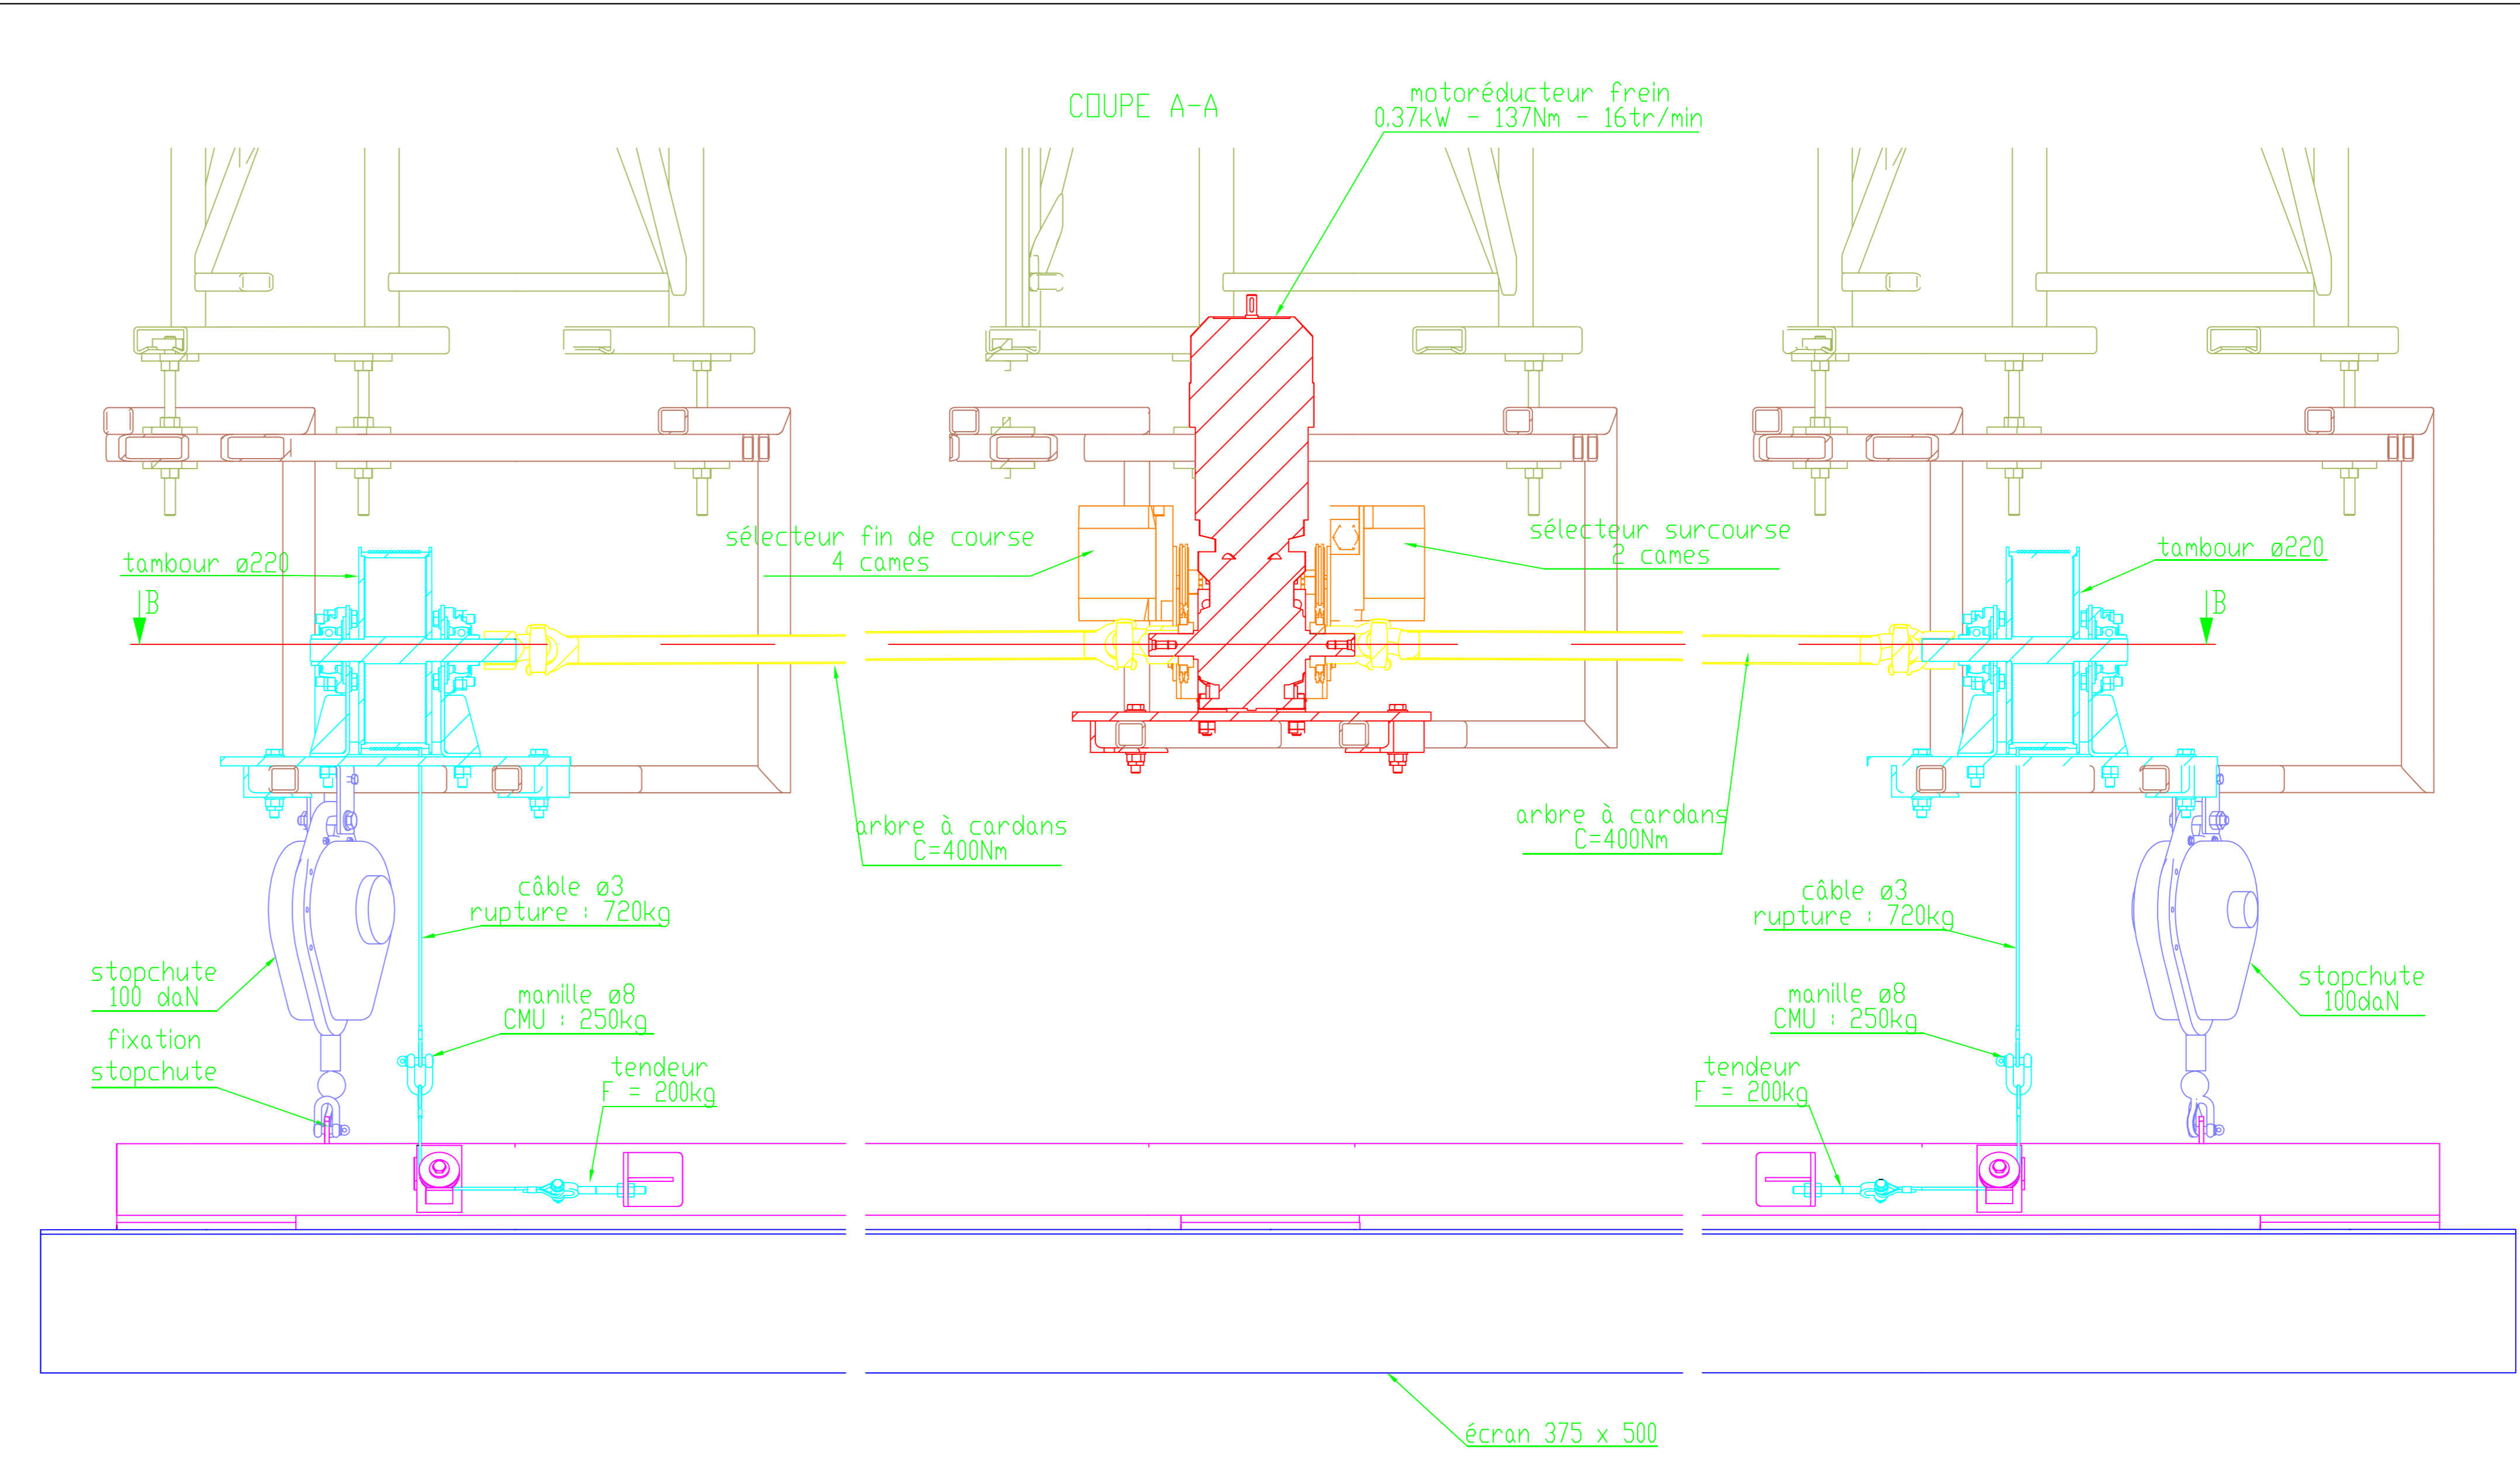 COUPE A-A
motoréducteur frein
0.37kW - 137Nm - 16tr/min
sélecteur fin de course
4 cames
sélecteur surcourse
2 cames
tambour ø220
tambour ø220
B
B
arbre à cardans
C=400Nm
arbre à cardans
C=400Nm
câble ø3
rupture : 720kg
câble ø3
rupture : 720kg
stopchute
100 daN
manille ø8
CMU : 250kg
manille ø8
CMU : 250kg
stopchute
100daN
fixation
stopchute
tendeur
F = 200kg
tendeur
F = 200kg
écran 375 x 500